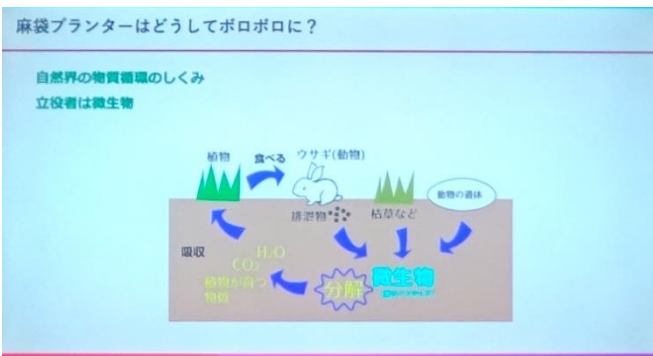 麻袋プランターはどうしてボロボロに？
自然界の物質循環のしくみ
立役者は微生物
植物
食べる
ウサギ(動物)
排泄物
枯草など
動物の遺体
吸収
H₂O
CO₂
植物が育つ
物質
分解
微生物